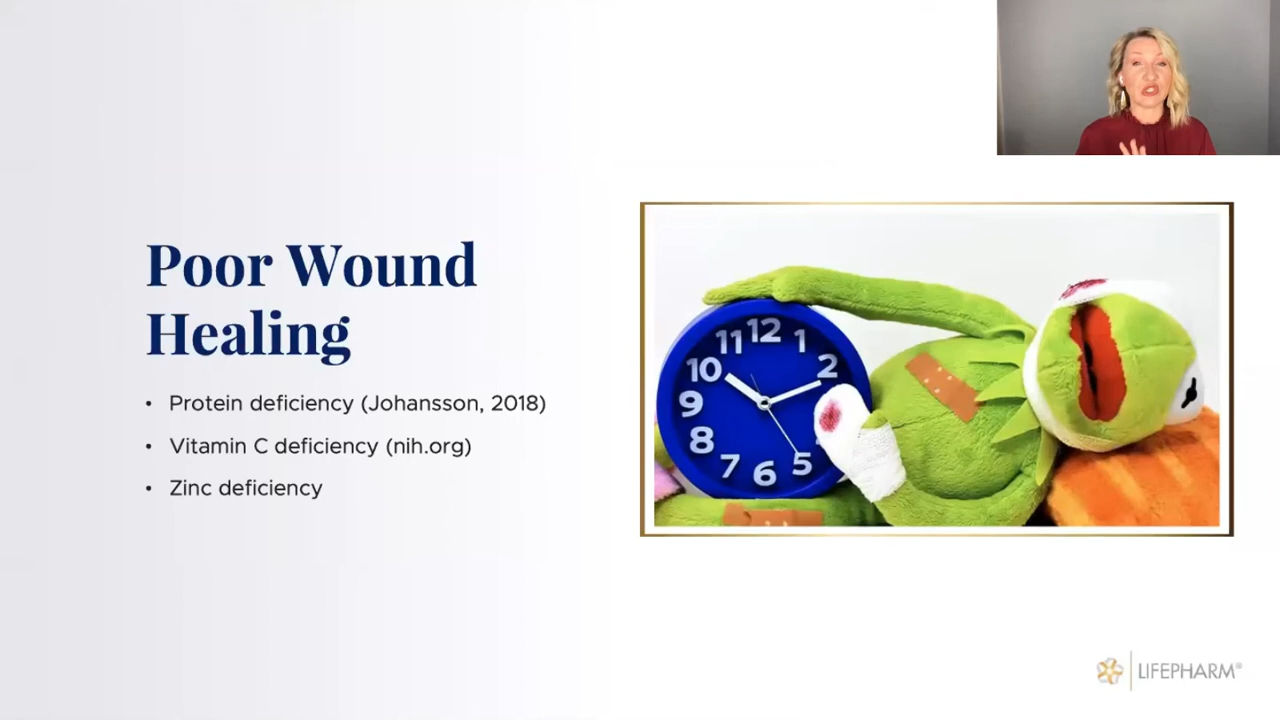 Poor Wound
Healing
• Protein deficiency (Johansson, 2018)
• Vitamin C deficiency (nih.org)
• Zinc deficiency
11 12 1
10 2
9
8
7 6 5
LIFEPHARM®